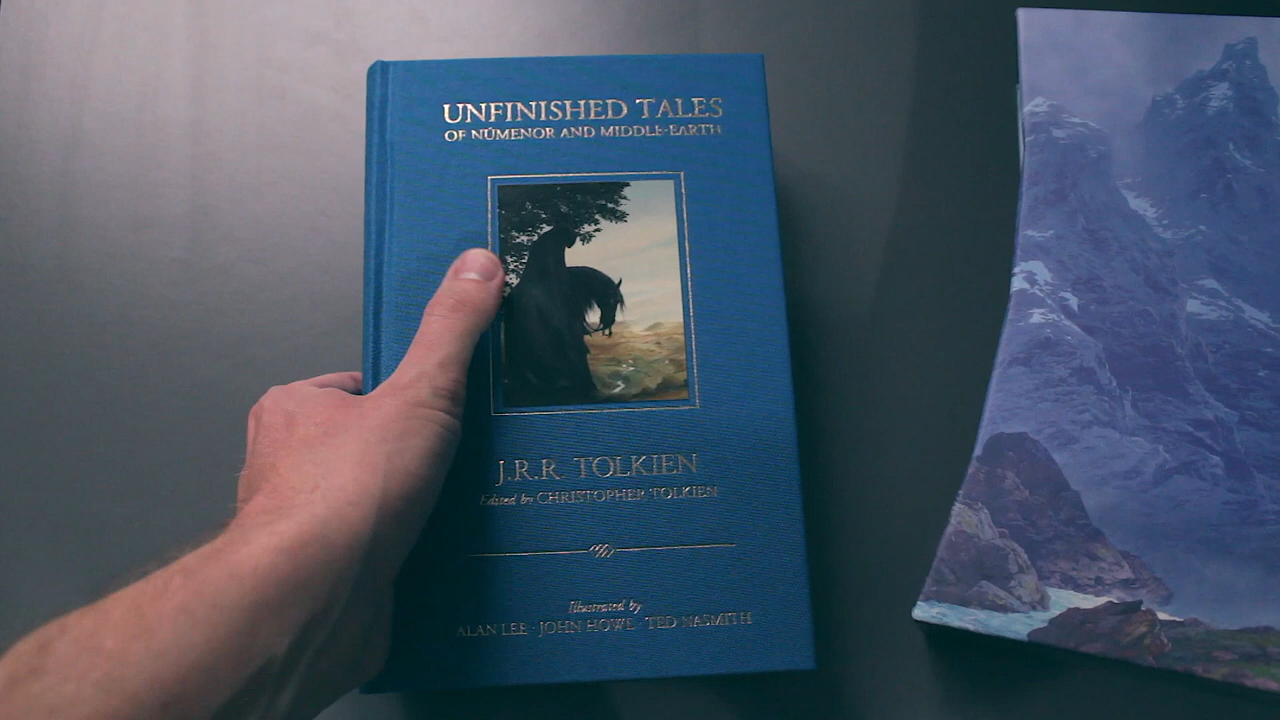 UNFINISHED TALES
OF NÚMENOR AND MIDDLE-EARTH
J.R.R. TOLKIEN
Edited by CHRISTOPHER TOLKIEN
Illustrated by
ALAN LEE · JOHN HOWE · TED NASMITH